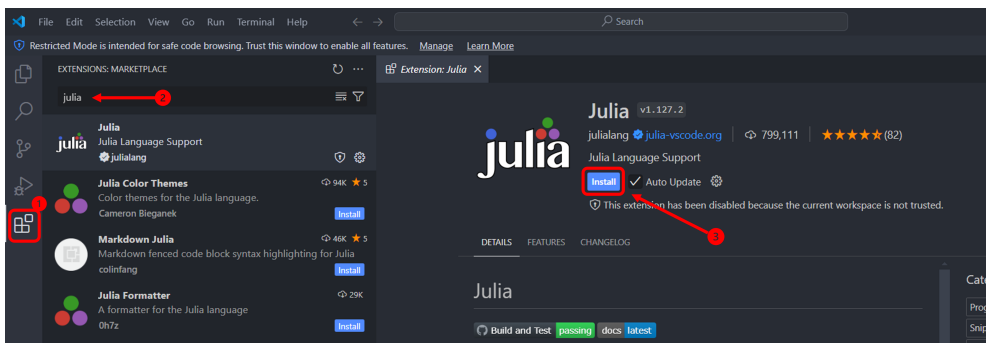 File Edit Selection View Go Run Terminal Help
Search
Restricted Mode is intended for safe code browsing. Trust this window to enable all features. Manage Learn More
EXTENSIONS: MARKETPLACE
julia
2
Julia
Julia Language Support
julialang
julia
Julia Color Themes
94K ★ 5
Color themes for the Julia language.
Cameron Bieganek
Install
1
Markdown Julia
46K ★ 5
Markdown fenced code block syntax highlighting for Julia
colinfang
Install
Julia Formatter
29K
A formatter for the Julia language
0h7z
Install
Extension: Julia
julia
Julia v1.127.2
julialang julia-vscode.org | 799,111 | ★★★★★(82)
Julia Language Support
Install Auto Update
This extension has been disabled because the current workspace is not trusted.
3
DETAILS FEATURES CHANGELOG
Julia
Build and Test passing docs latest